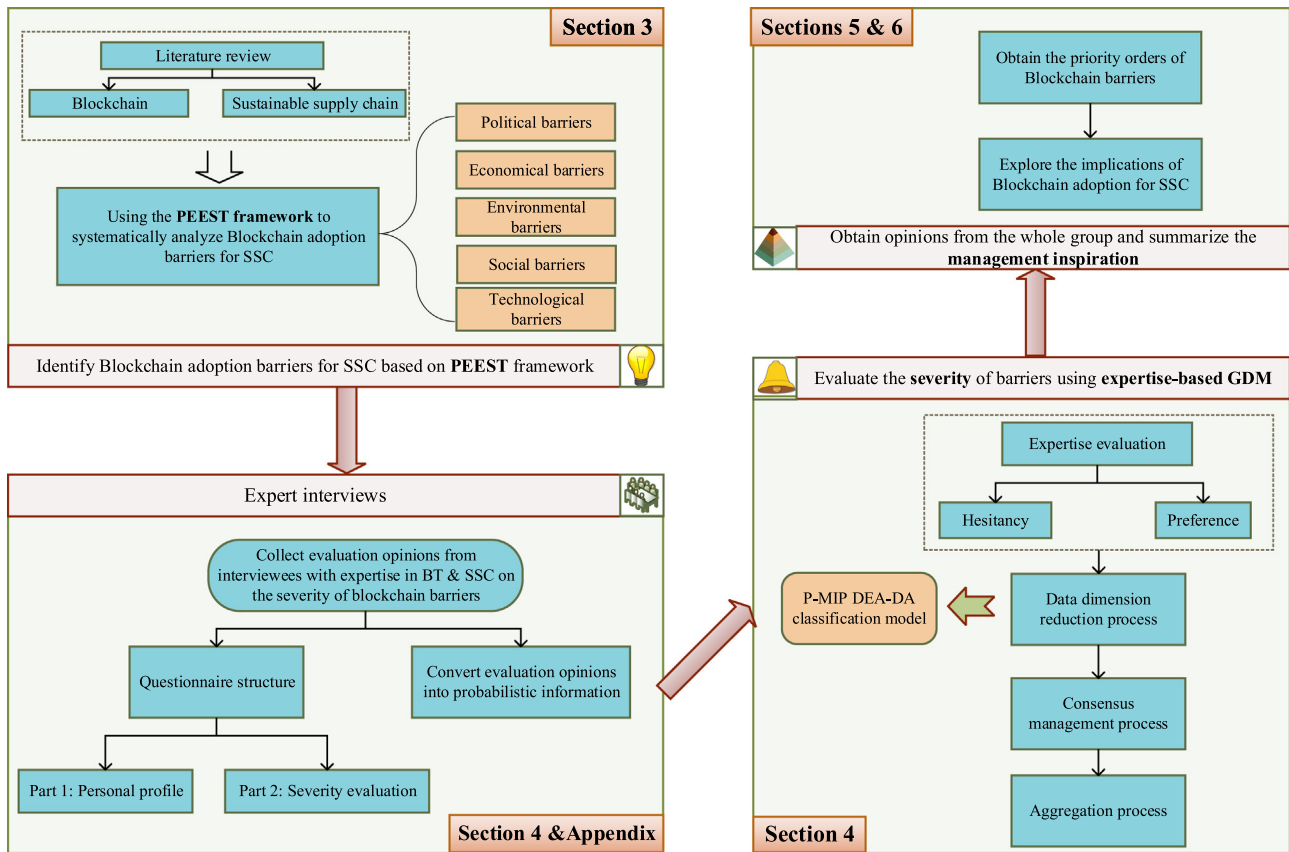 Section 3
Literature review
Blockchain
Sustainable supply chain
Using the PEEST framework to
systematically analyze Blockchain adoption
barriers for SSC
Political barriers
Economical barriers
Environmental
barriers
Social barriers
Technological
barriers
Identify Blockchain adoption barriers for SSC based on PEEST framework
Expert interviews
Collect evaluation opinions from
interviewees with expertise in BT & SSC on
the severity of blockchain barriers
Questionnaire structure
Convert evaluation opinions
into probabilistic information
Part 1: Personal profile
Part 2: Severity evaluation
Section 4 &Appendix
Sections 5 & 6
Obtain the priority orders of
Blockchain barriers
Explore the implications of
Blockchain adoption for SSC
Obtain opinions from the whole group and summarize the
management inspiration
Evaluate the severity of barriers using expertise-based GDM
Expertise evaluation
Hesitancy
Preference
P-MIP DEA-DA
classification model
Data dimension
reduction process
Consensus
management process
Aggregation process
Section 4